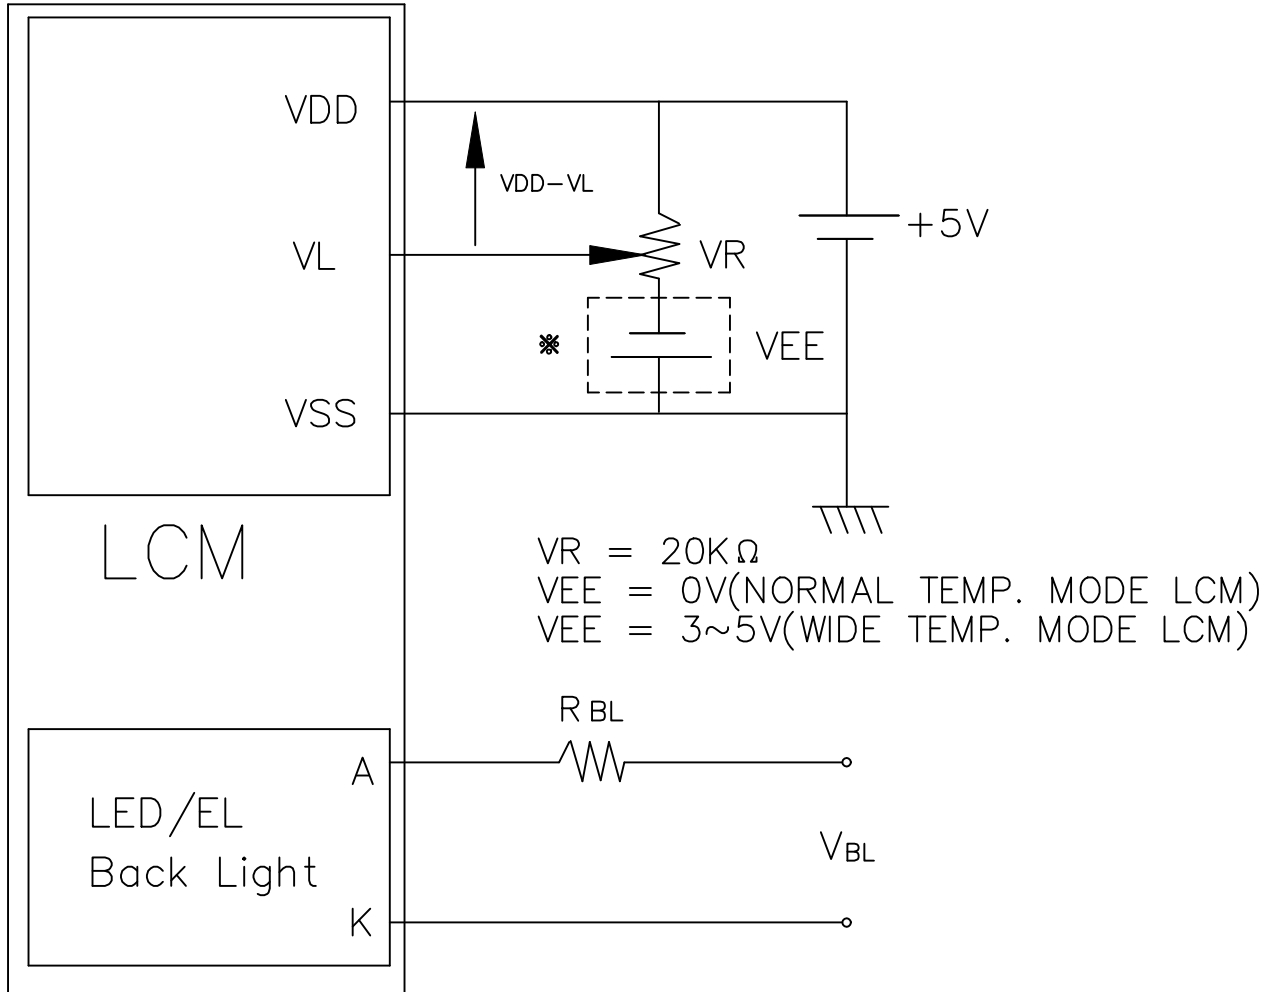 VDD
VDD-VL
+5V
VL
VR
※
VEE
VSS
LCM
VR = 20KΩ
VEE = 0V(NORMAL TEMP. MODE LCM)
VEE = 3~5V(WIDE TEMP. MODE LCM)
R BL
A
LED/EL
Back Light
VBL
K